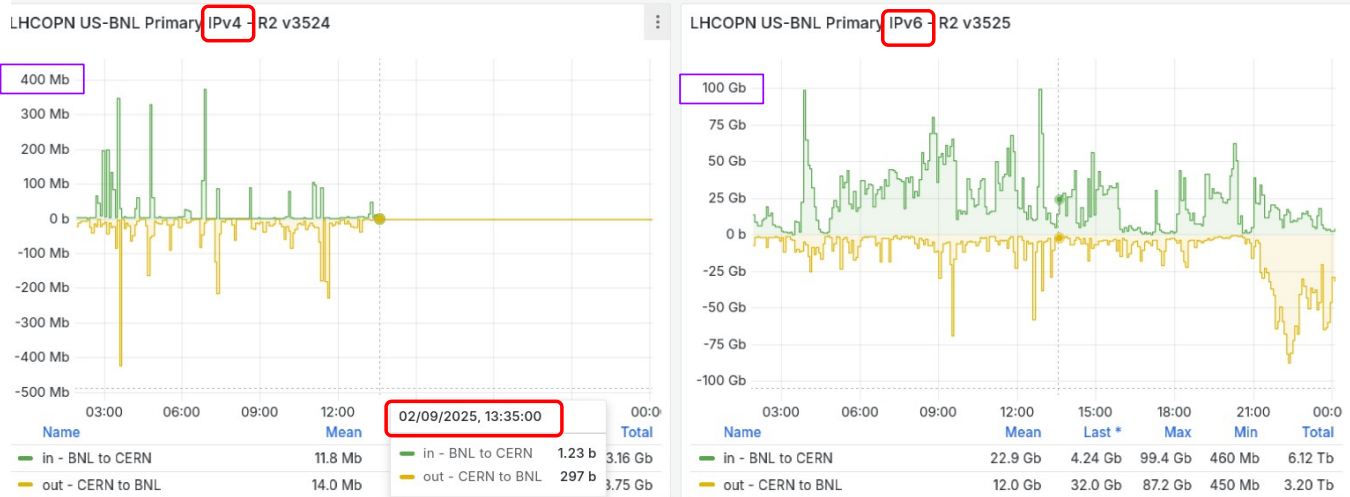 LHCOPN US-BNL Primary IPv4 - R2 v3524
400 Mb
300 Mb
200 Mb
100 Mb
0 b
-100 Mb
-200 Mb
-300 Mb
-400 Mb
-500 Mb
03:00 06:00 09:00 12:00 00:00
02/09/2025, 13:35:00
in - BNL to CERN 1.23 b
out - CERN to BNL 297 b
Name Mean Total
in - BNL to CERN 11.8 Mb 3.16 Gb
out - CERN to BNL 14.0 Mb 3.75 Gb
LHCOPN US-BNL Primary IPv6 - R2 v3525
100 Gb
75 Gb
50 Gb
25 Gb
0 b
-25 Gb
-50 Gb
-75 Gb
-100 Gb
03:00 06:00 09:00 12:00 15:00 18:00 21:00 00:00
Name Mean Last * Max Min Total
in - BNL to CERN 22.9 Gb 4.24 Gb 99.4 Gb 460 Mb 6.12 Tb
out - CERN to BNL 12.0 Gb 32.0 Gb 87.2 Gb 450 Mb 3.20 Tb